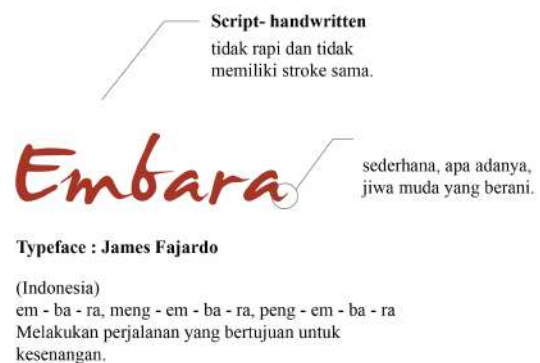 Script- handwritten
tidak rapi dan tidak
memiliki stroke sama.
Embara
sederhana, apa adanya,
jiwa muda yang berani.
Typeface : James Fajardo
(Indonesia)
em - ba - ra, meng - em - ba - ra, peng - em - ba - ra
Melakukan perjalanan yang bertujuan untuk
kesenangan.